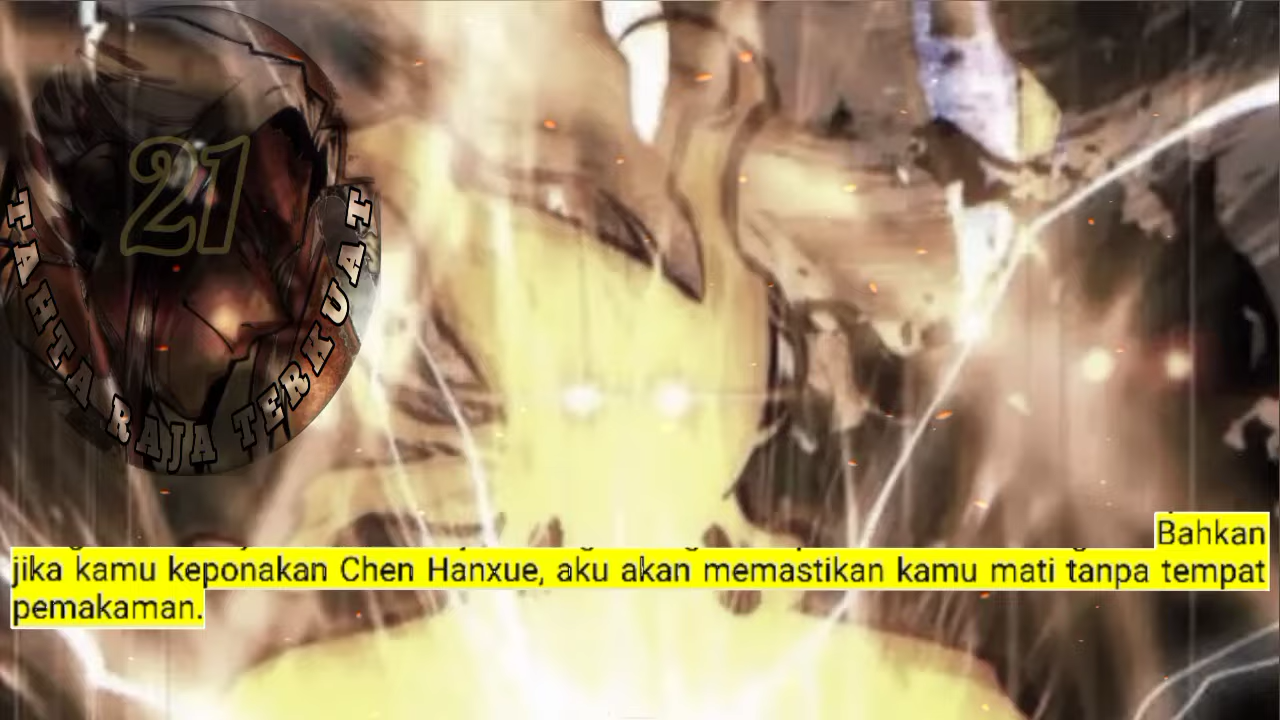 21
TAHTA RAJA TERKUAT
Bahkan
jika kamu keponakan Chen Hanxue, aku akan memastikan kamu mati tanpa tempat
pemakaman.